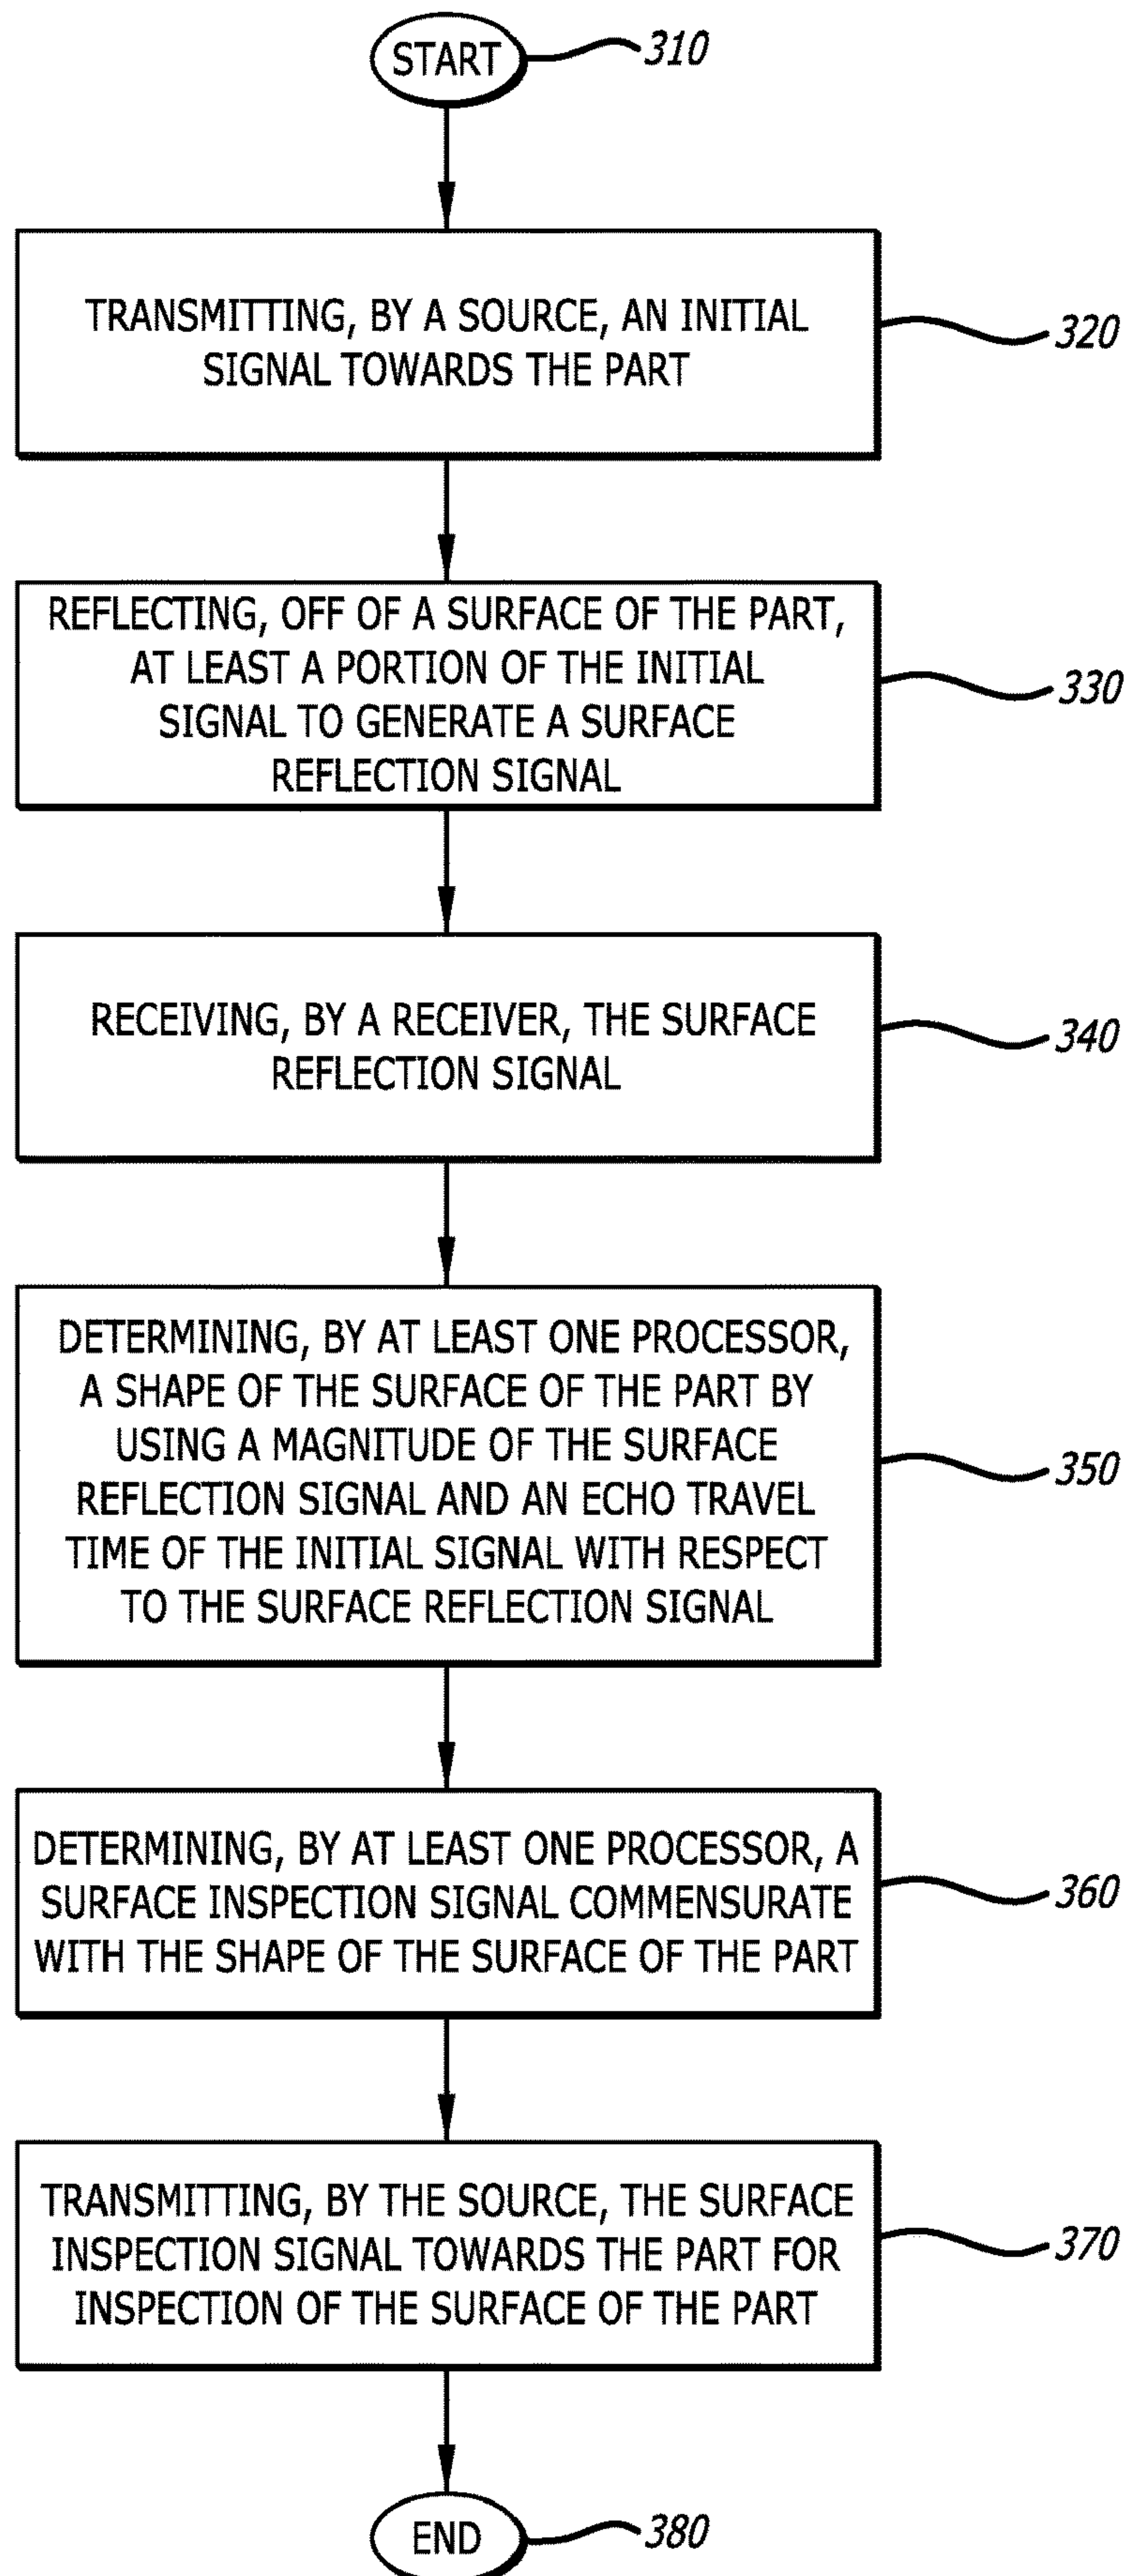 START
310
TRANSMITTING, BY A SOURCE, AN INITIAL
SIGNAL TOWARDS THE PART
320
REFLECTING, OFF OF A SURFACE OF THE PART,
AT LEAST A PORTION OF THE INITIAL
SIGNAL TO GENERATE A SURFACE
REFLECTION SIGNAL
330
RECEIVING, BY A RECEIVER, THE SURFACE
REFLECTION SIGNAL
340
DETERMINING, BY AT LEAST ONE PROCESSOR,
A SHAPE OF THE SURFACE OF THE PART BY
USING A MAGNITUDE OF THE SURFACE
REFLECTION SIGNAL AND AN ECHO TRAVEL
TIME OF THE INITIAL SIGNAL WITH RESPECT
TO THE SURFACE REFLECTION SIGNAL
350
DETERMINING, BY AT LEAST ONE PROCESSOR, A
SURFACE INSPECTION SIGNAL COMMENSURATE
WITH THE SHAPE OF THE SURFACE OF THE PART
360
TRANSMITTING, BY THE SOURCE, THE SURFACE
INSPECTION SIGNAL TOWARDS THE PART FOR
INSPECTION OF THE SURFACE OF THE PART
370
END
380